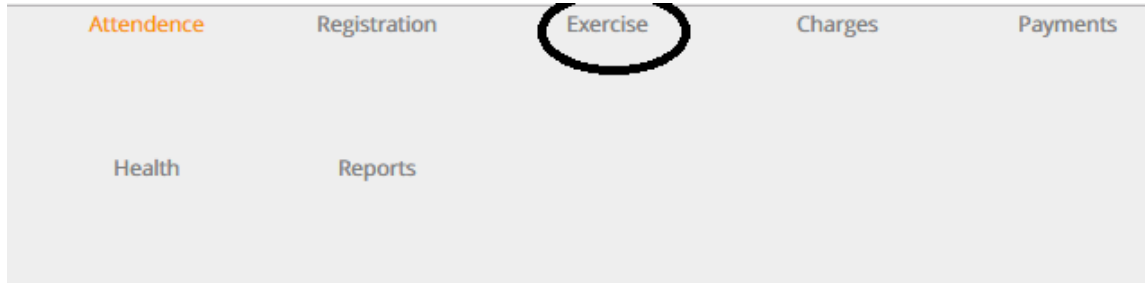 Attendence Registration Exercise Charges Payments
Health Reports